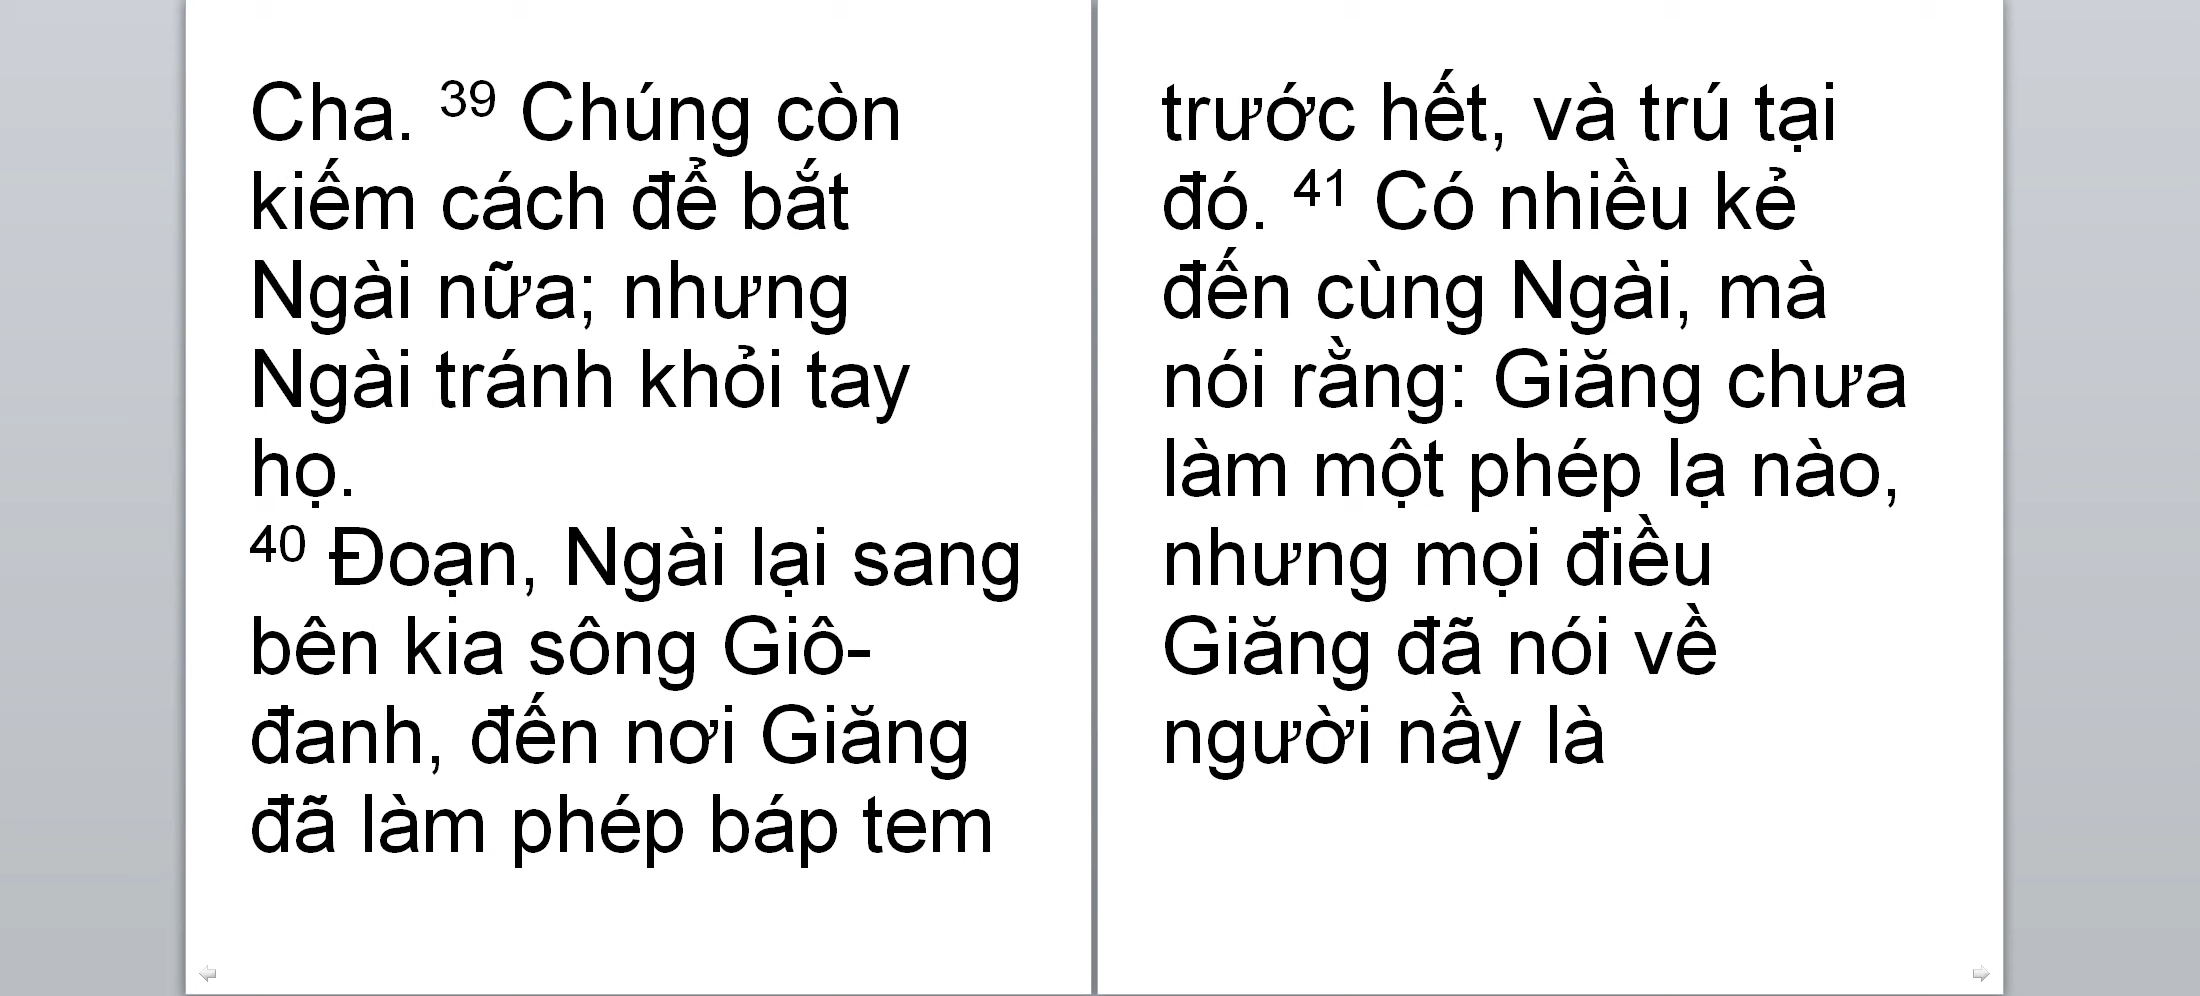 Cha. 39 Chúng còn
kiếm cách để bắt
Ngài nữa; nhưng
Ngài tránh khỏi tay
họ.
40 Đoạn, Ngài lại sang
bên kia sông Giô-
đanh, đến nơi Giăng
đã làm phép báp tem
trước hết, và trú tại
đó. 41 Có nhiều kẻ
đến cùng Ngài, mà
nói rằng: Giăng chưa
làm một phép lạ nào,
nhưng mọi điều
Giăng đã nói về
người nầy là